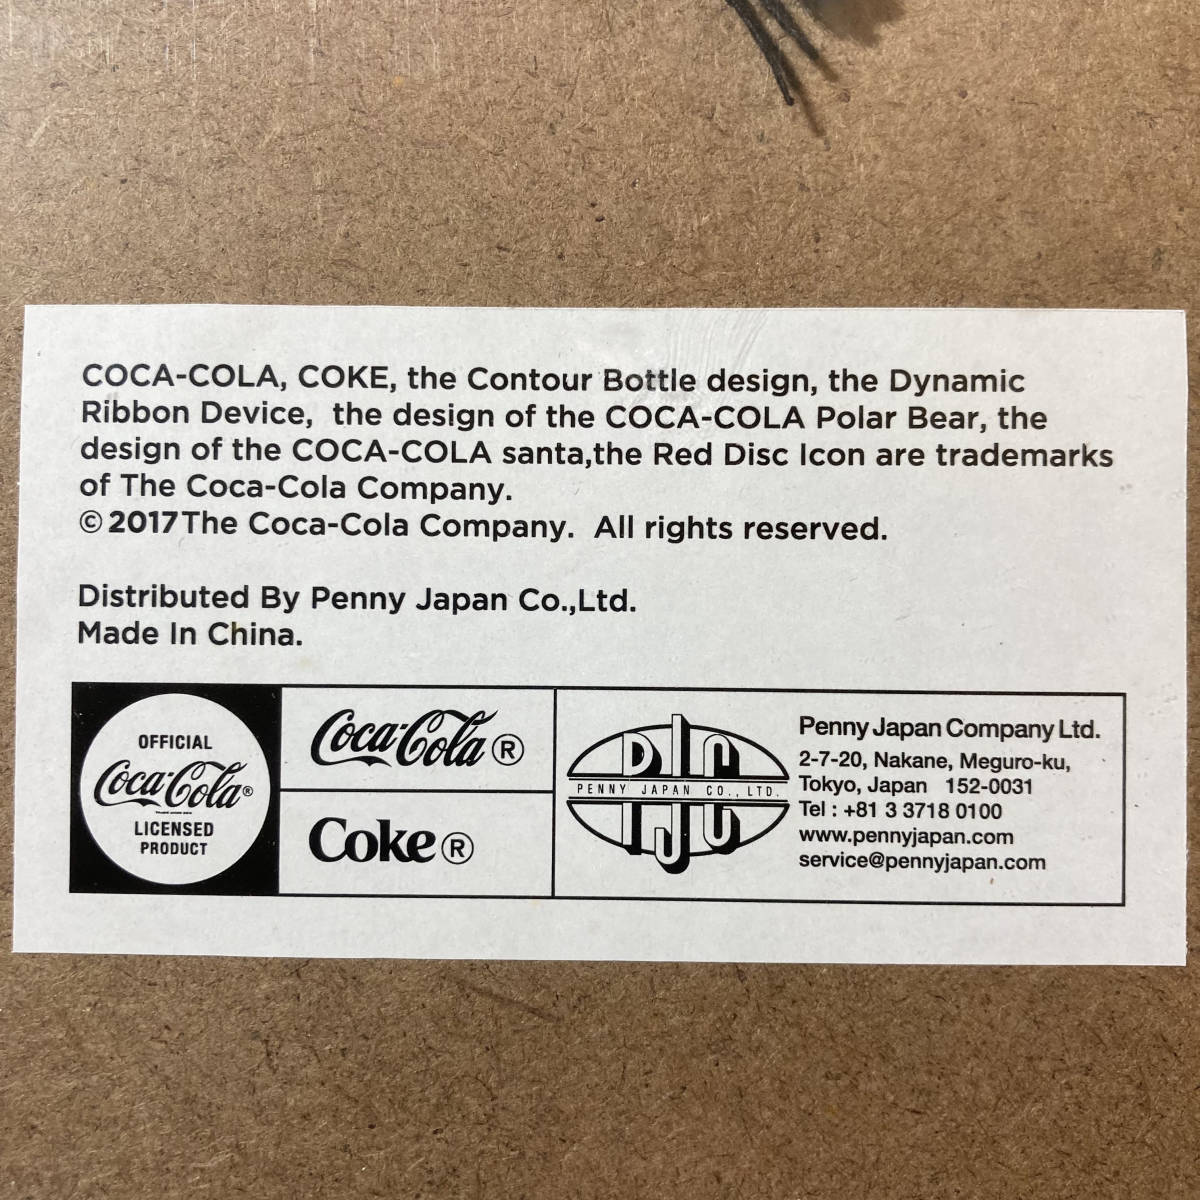 COCA-COLA, COKE, the Contour Bottle design, the Dynamic
Ribbon Device,  the design of the COCA-COLA Polar Bear, the
design of the COCA-COLA santa,the Red Disc Icon are trademarks
of The Coca-Cola Company.
© 2017 The Coca-Cola Company.  All rights reserved.
Distributed By Penny Japan Co.,Ltd.
Made In China.
OFFICIAL
Coca-Cola®
LICENSED
PRODUCT
Coca-Cola®
Coke®
PJC
PENNY JAPAN CO., LTD.
PJC
Penny Japan Company Ltd.
2-7-20, Nakane, Meguro-ku,
Tokyo, Japan  152-0031
Tel : +81 3 3718 0100
www.pennyjapan.com
service@pennyjapan.com